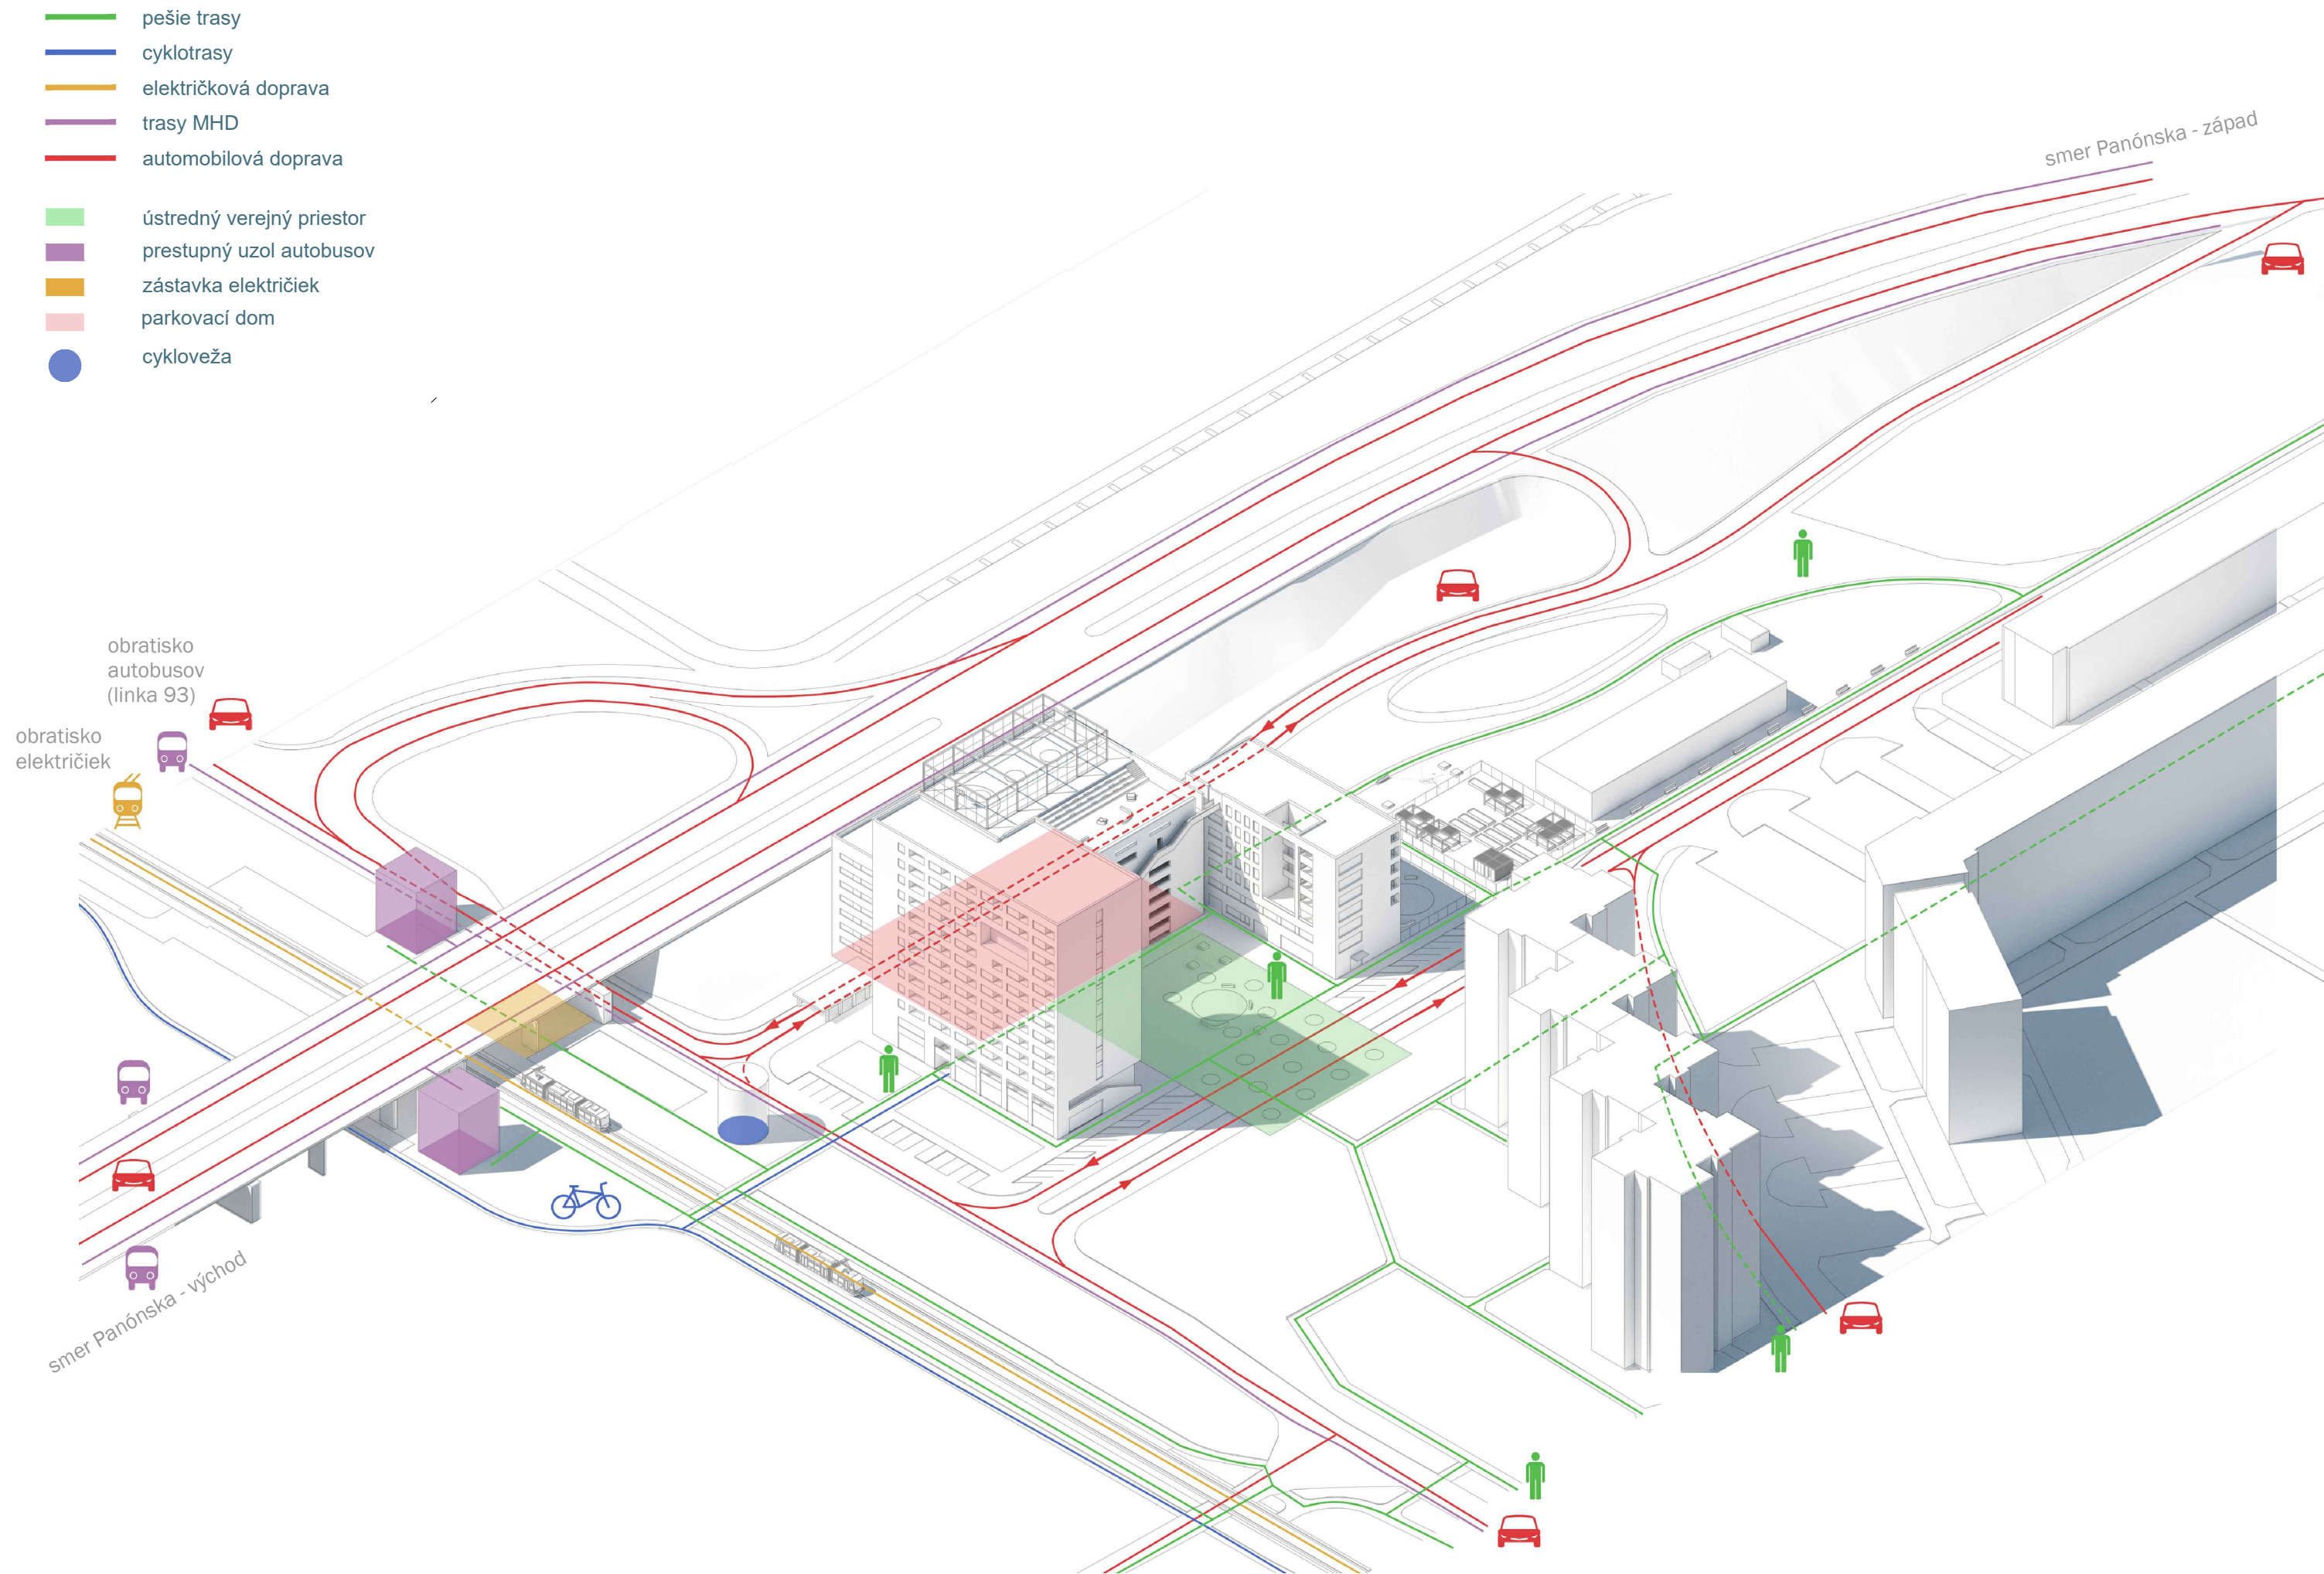 pešie trasy
cyklotrasy
električková doprava
trasy MHD
automobilová doprava
ústredný verejný priestor
prestupný uzol autobusov
zástavka električiek
parkovací dom
cykloveža
smer Panónska - západ
obratisko
autobusov
(linka 93)
obratisko
električiek
smer Panónska - východ